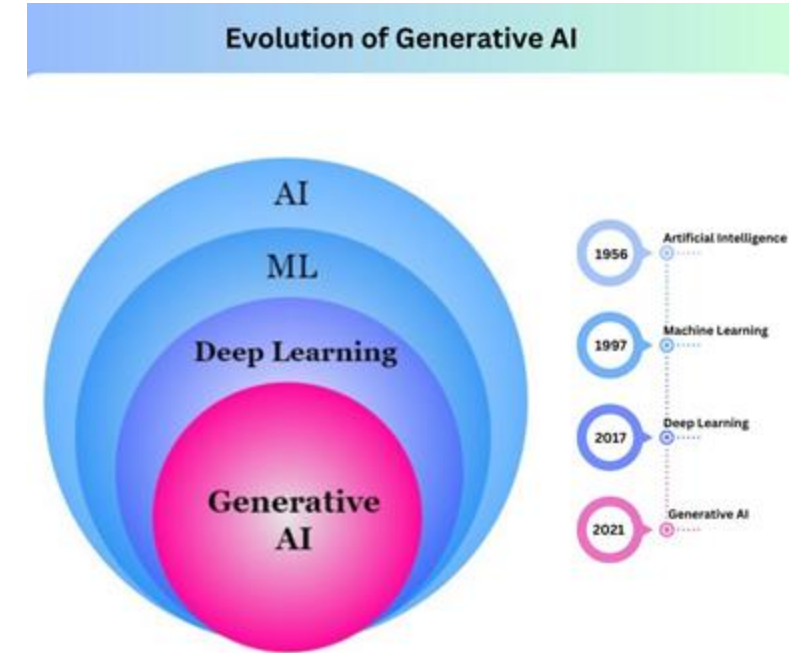 Evolution of Generative AI
AI
ML
Deep Learning
Generative
AI
1956
Artificial Intelligence
1997
Machine Learning
2017
Deep Learning
2021
Generative AI